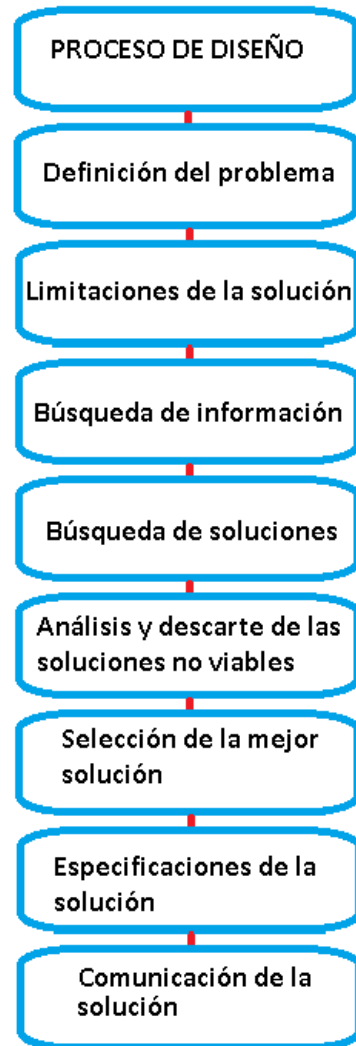 PROCESO DE DISEÑO
Definición del problema
Limitaciones de la solución
Búsqueda de información
Búsqueda de soluciones
Análisis y descarte de las
soluciones no viables
Selección de la mejor
solución
Especificaciones de la
solución
Comunicación de la
solución